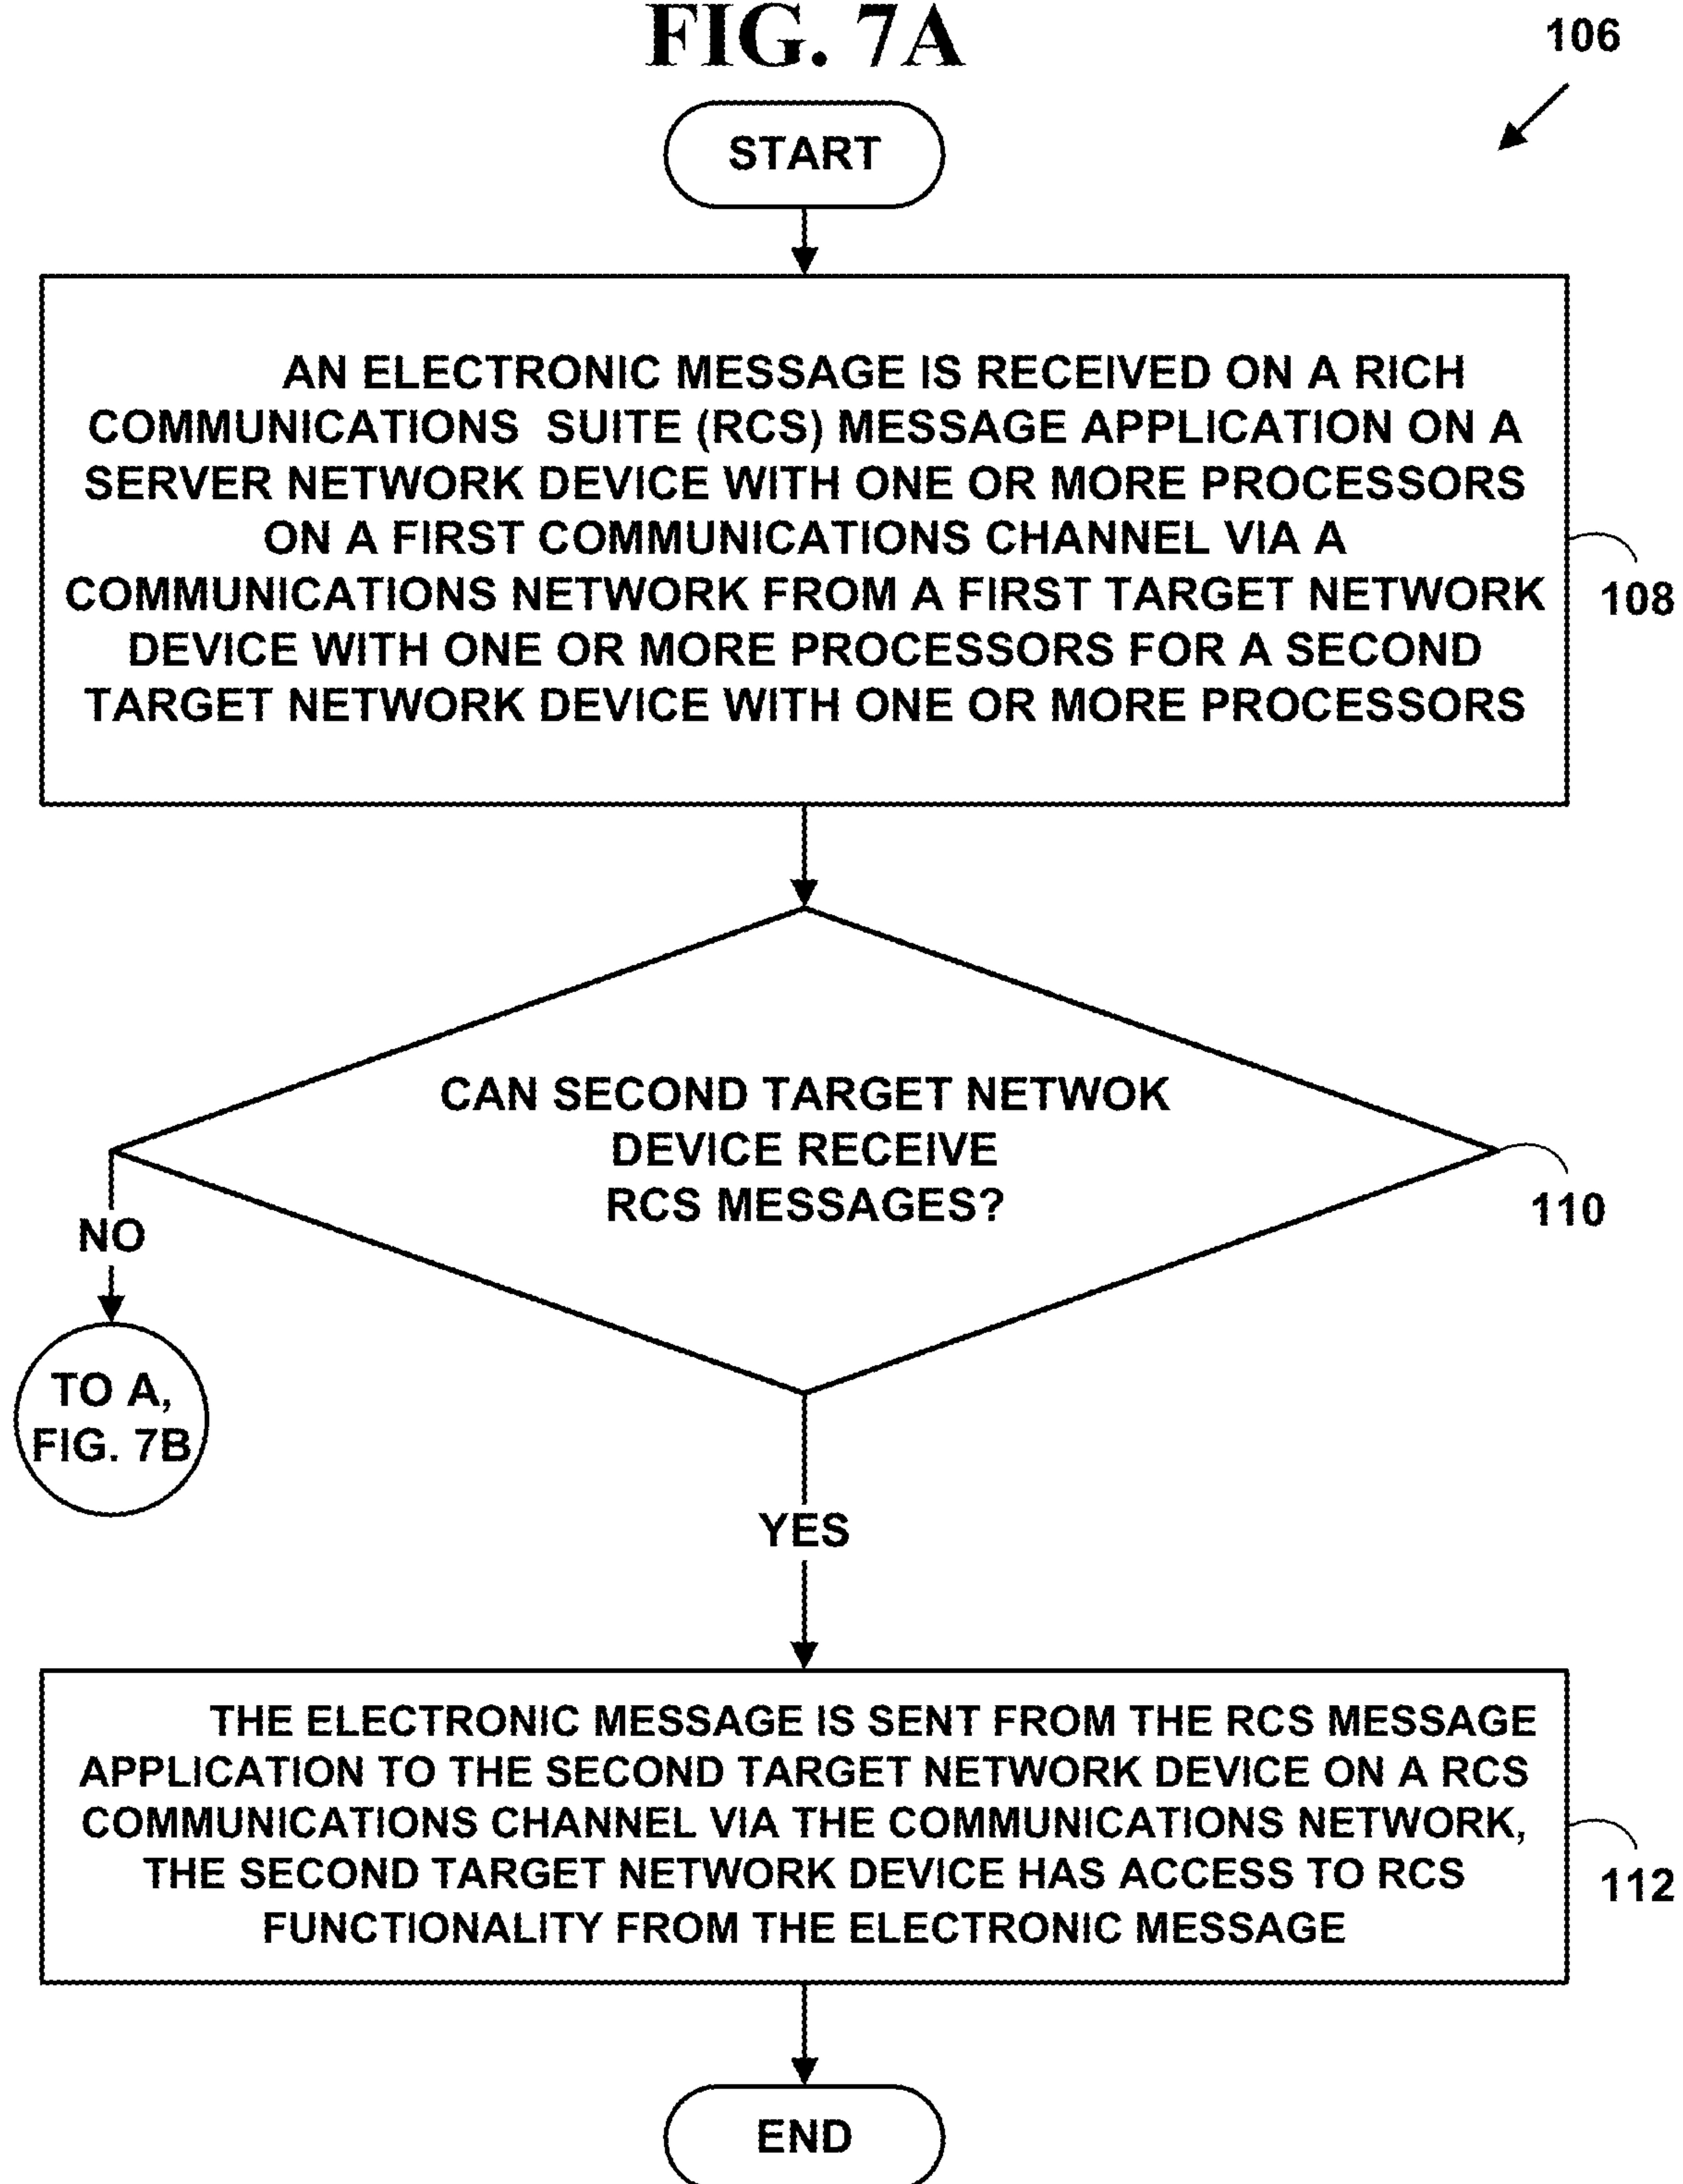 FIG. 7A
106
START
AN ELECTRONIC MESSAGE IS RECEIVED ON A RICH
COMMUNICATIONS SUITE (RCS) MESSAGE APPLICATION ON A
SERVER NETWORK DEVICE WITH ONE OR MORE PROCESSORS
ON A FIRST COMMUNICATIONS CHANNEL VIA A
COMMUNICATIONS NETWORK FROM A FIRST TARGET NETWORK
DEVICE WITH ONE OR MORE PROCESSORS FOR A SECOND
TARGET NETWORK DEVICE WITH ONE OR MORE PROCESSORS
108
CAN SECOND TARGET NETWOK
DEVICE RECEIVE
RCS MESSAGES?
110
NO
TO A,
FIG. 7B
YES
THE ELECTRONIC MESSAGE IS SENT FROM THE RCS MESSAGE
APPLICATION TO THE SECOND TARGET NETWORK DEVICE ON A RCS
COMMUNICATIONS CHANNEL VIA THE COMMUNICATIONS NETWORK,
THE SECOND TARGET NETWORK DEVICE HAS ACCESS TO RCS
FUNCTIONALITY FROM THE ELECTRONIC MESSAGE
112
END